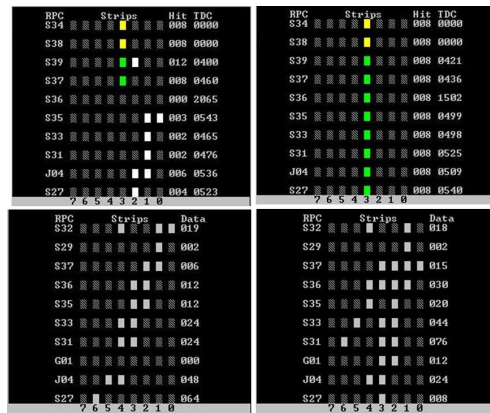 RPC Strips Hit TDC
S34 008 0000
S38 008 0000
S39 012 0400
S37 008 0460
S36 000 2065
S35 003 0543
S33 002 0465
S31 002 0476
J04 006 0536
S27 004 0523
7 6 5 4 3 2 1 0
RPC Strips Hit TDC
S34 008 0000
S38 008 0000
S39 008 0421
S37 008 0436
S36 008 1502
S35 008 0499
S33 008 0498
S31 008 0525
J04 008 0509
S27 008 0540
7 6 5 4 3 2 1 0
RPC Strips Data
S32 019
S29 002
S37 006
S36 012
S35 012
S33 024
S31 024
G01 000
J04 048
S27 064
7 6 5 4 3 2 1 0
RPC Strips Data
S32 018
S29 002
S37 015
S36 030
S35 020
S33 044
S31 076
G01 012
J04 024
S27 008
7 6 5 4 3 2 1 0